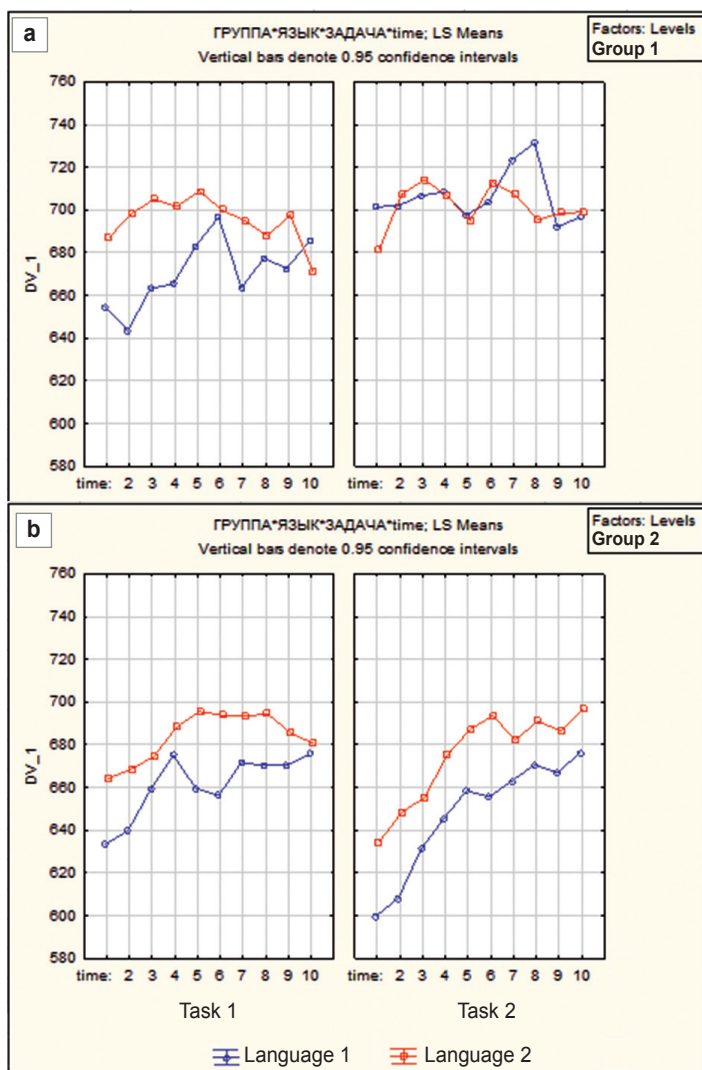 a
ГРУППА*ЯЗЫК*ЗАДАЧА*time; LS Means
Vertical bars denote 0.95 confidence intervals
Factors: Levels
Group 1
760
740
720
700
680
660
640
620
600
580
DV_1
time: 2 3 4 5 6 7 8 9 10
time: 2 3 4 5 6 7 8 9 10
b
ГРУППА*ЯЗЫК*ЗАДАЧА*time; LS Means
Vertical bars denote 0.95 confidence intervals
Factors: Levels
Group 2
760
740
720
700
680
660
640
620
600
580
DV_1
time: 2 3 4 5 6 7 8 9 10
time: 2 3 4 5 6 7 8 9 10
Task 1
Task 2
Language 1
Language 2